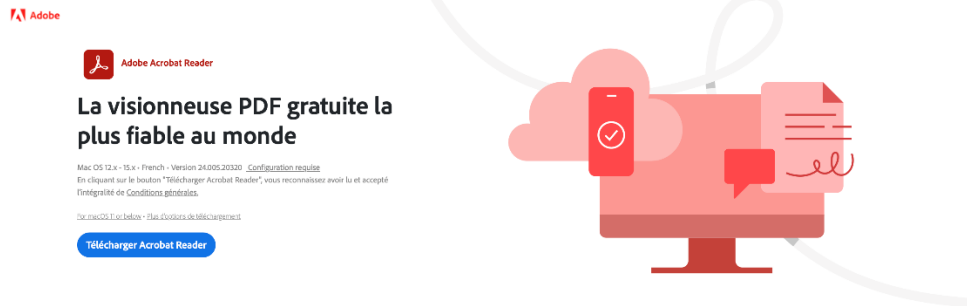 Adobe
Adobe Acrobat Reader
La visionneuse PDF gratuite la
plus fiable au monde
Mac OS 12.x - 15.x - French - Version 24.005.20320 Configuration requise
En cliquant sur le bouton "Télécharger Acrobat Reader", vous reconnaissez avoir lu et accepté
l'intégralité de Conditions générales.
For macOS 11 or below • Plus d'options de téléchargement
Télécharger Acrobat Reader